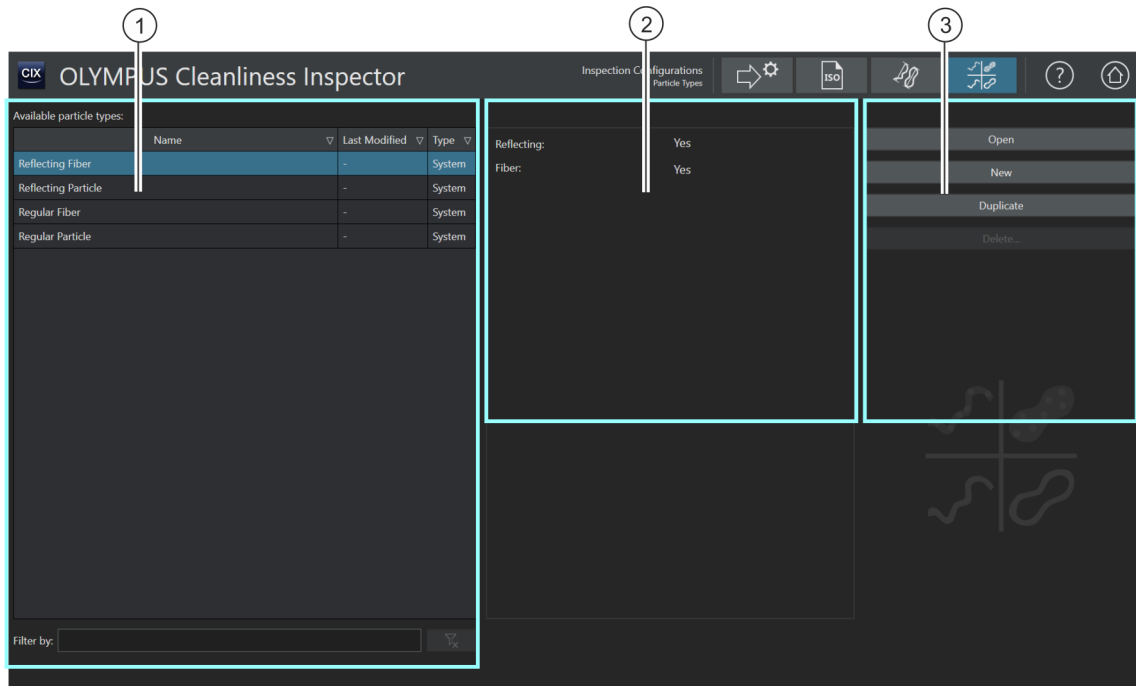 1
2
3
CIX OLYMPUS Cleanliness Inspector
Inspection Configurations
Particle Types
ISO
?
Available particle types:
Name Last Modified Type
Reflecting Fiber - System
Reflecting Particle - System
Regular Fiber - System
Regular Particle - System
Filter by:
Reflecting: Yes
Fiber: Yes
Open
New
Duplicate
Delete...